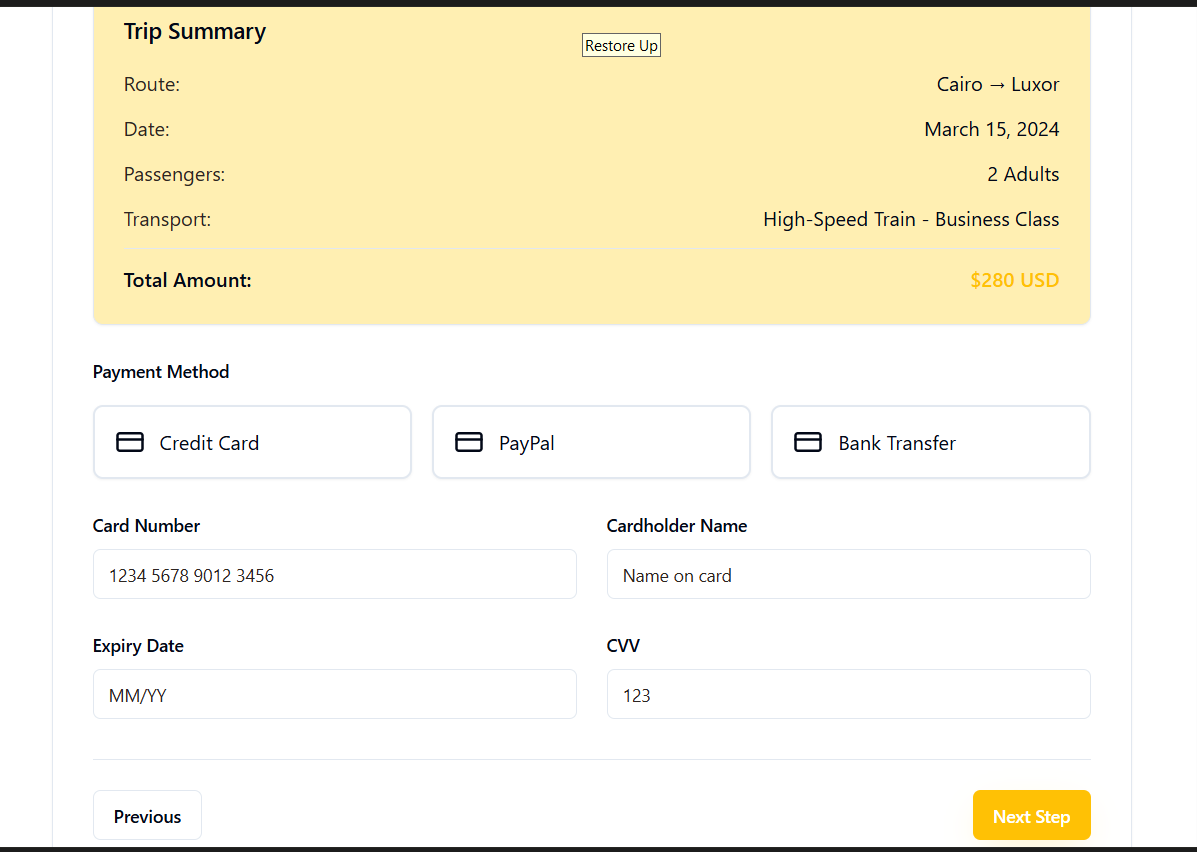 Trip Summary
Restore Up
Route: Cairo → Luxor
Date: March 15, 2024
Passengers: 2 Adults
Transport: High-Speed Train - Business Class
Total Amount: $280 USD
Payment Method
Credit Card PayPal Bank Transfer
Card Number Cardholder Name
1234 5678 9012 3456 Name on card
Expiry Date CVV
MM/YY 123
Previous Next Step